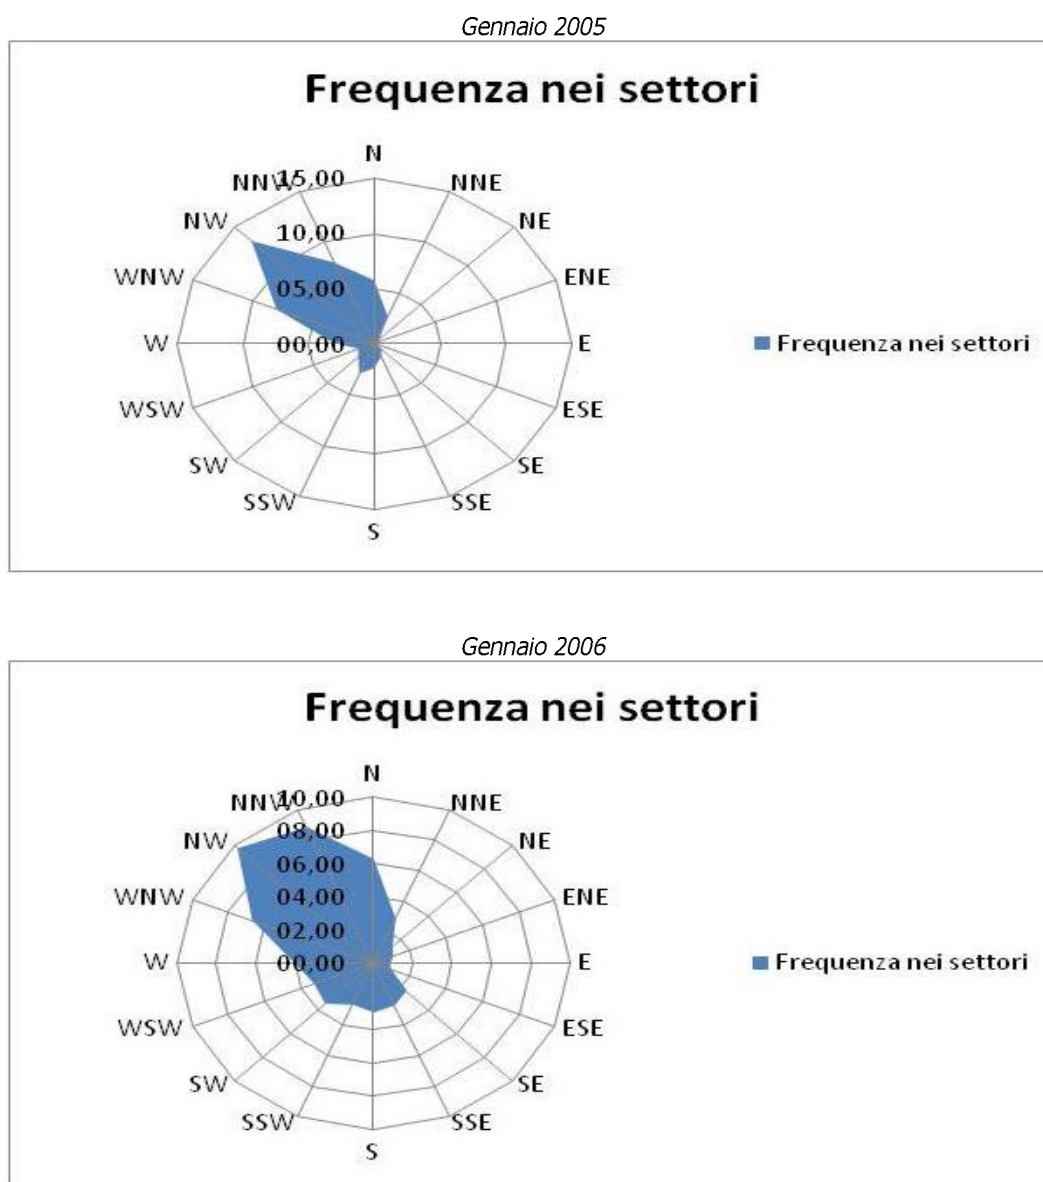 Gennaio 2005
Frequenza nei settori
N
NNW 15,00 NNE
NW 10,00 NE
WNW 05,00 ENE
W 00,00 E
Frequenza nei settori
WSW ESE
SW SE
SSW SSE
S
Gennaio 2006
Frequenza nei settori
N
NNW 10,00 NNE
NW 08,00 NE
06,00
WNW 04,00 ENE
02,00
W 00,00 E
Frequenza nei settori
WSW ESE
SW SE
SSW SSE
S